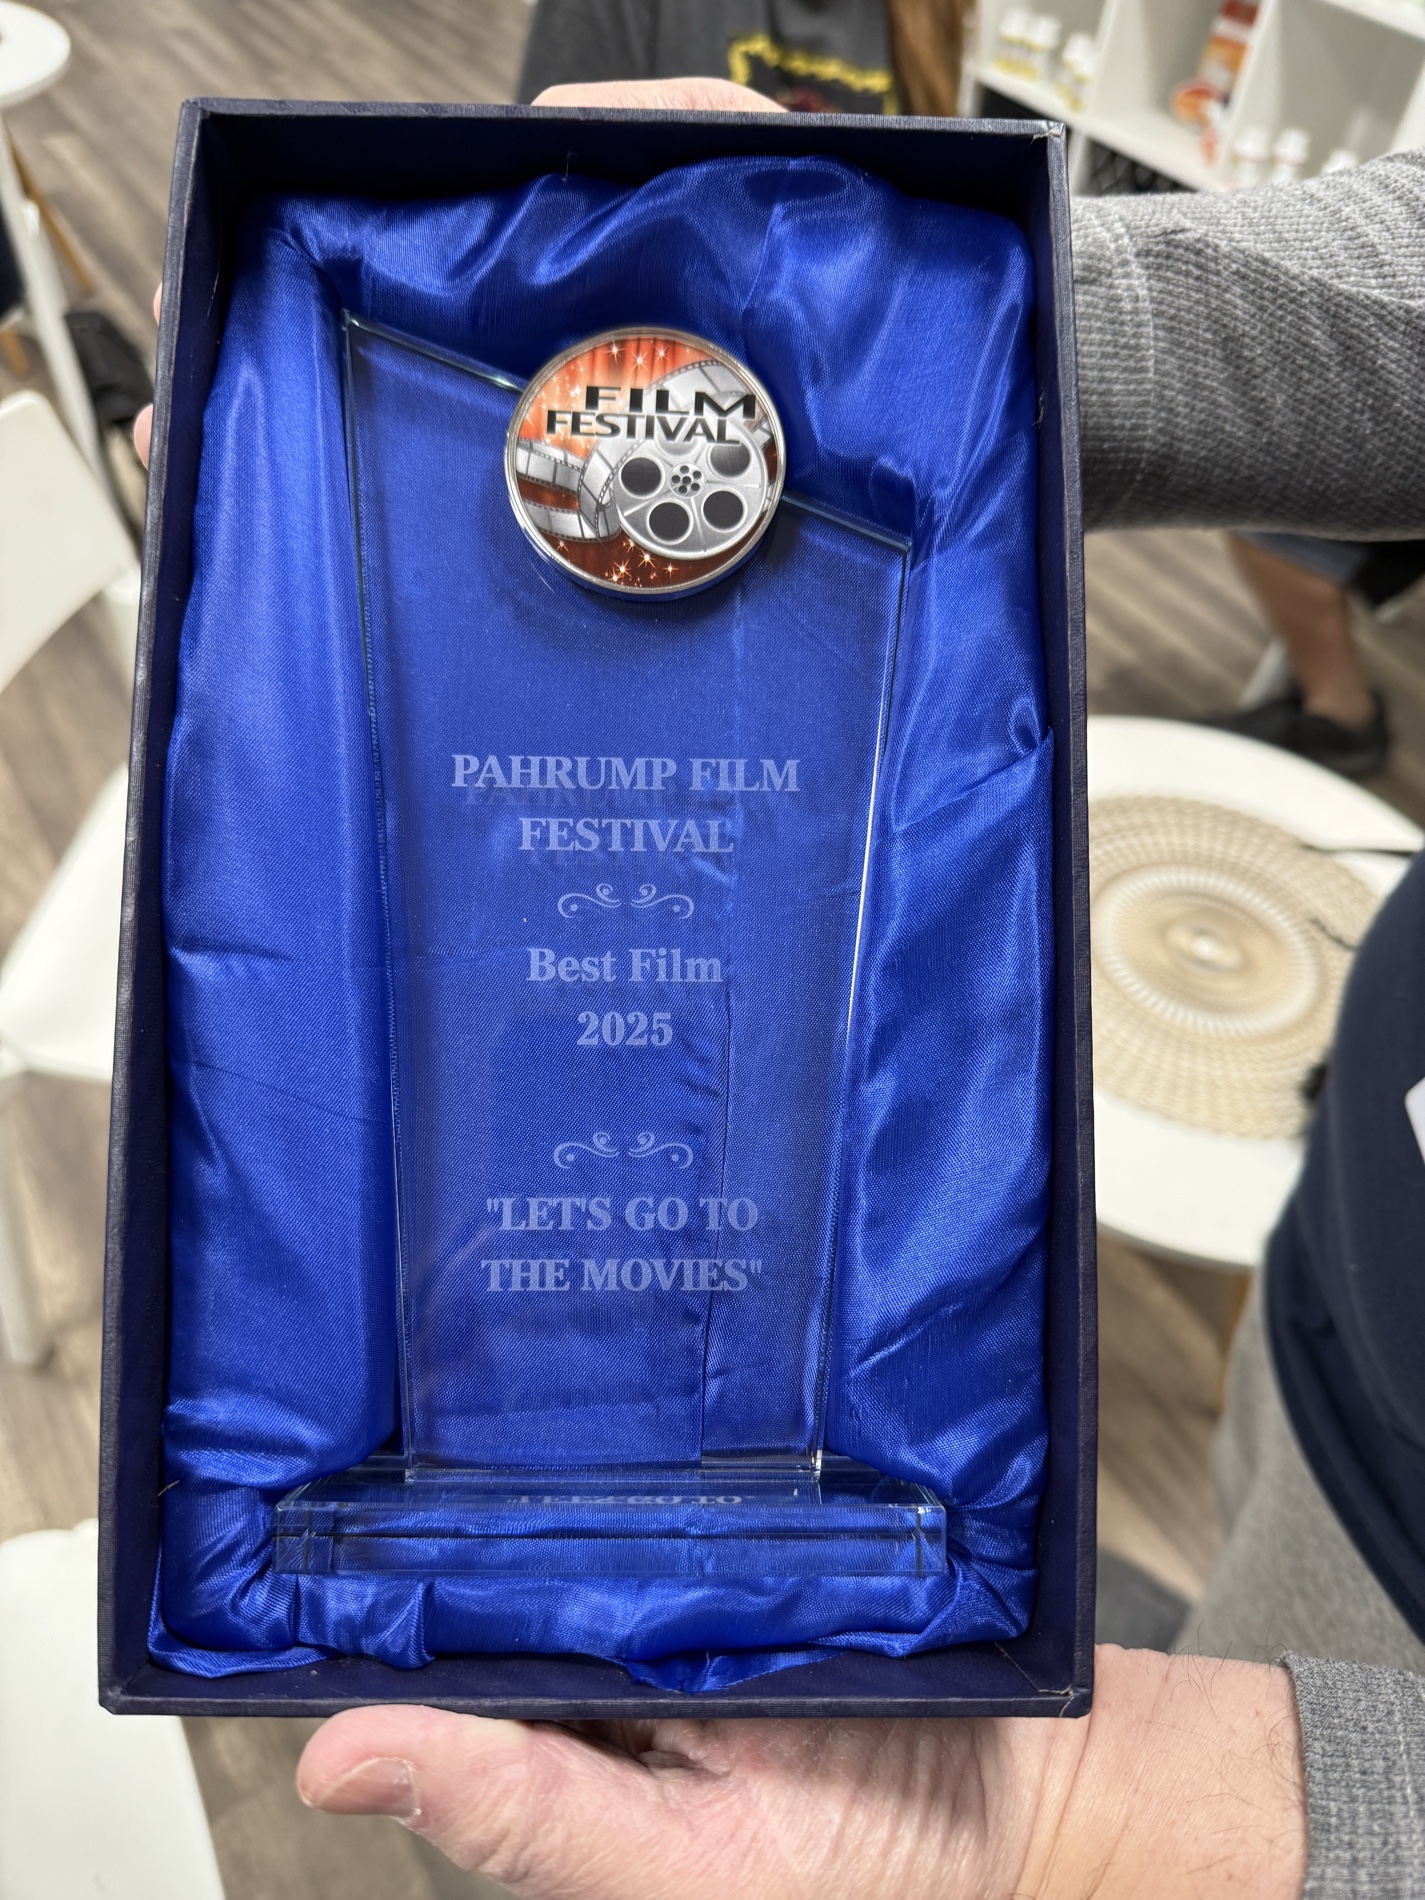 FILM
FESTIVAL
PAHRUMP FILM
FESTIVAL
Best Film
2025
"LET'S GO TO
THE MOVIES"